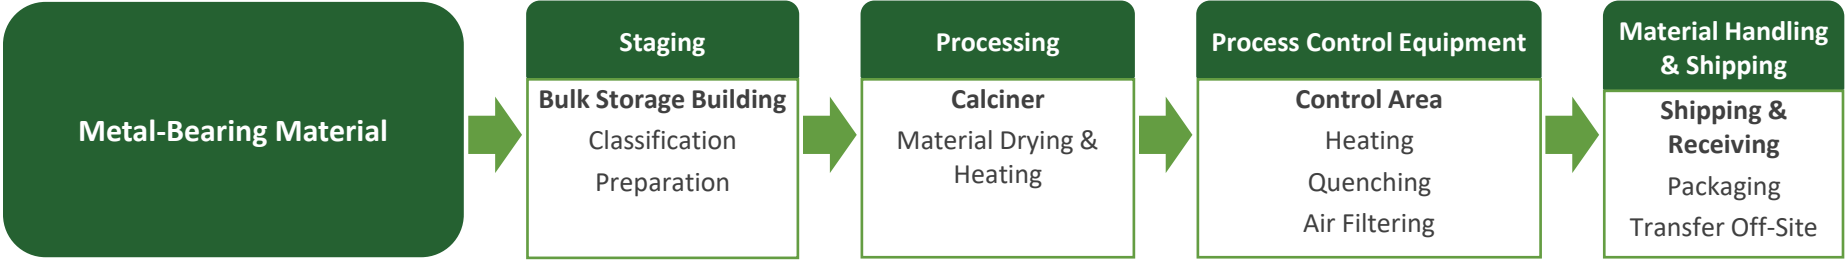 Metal-Bearing Material
Staging
Bulk Storage Building
Classification
Preparation
Processing
Calciner
Material Drying &
Heating
Process Control Equipment
Control Area
Heating
Quenching
Air Filtering
Material Handling
& Shipping
Shipping &
Receiving
Packaging
Transfer Off-Site